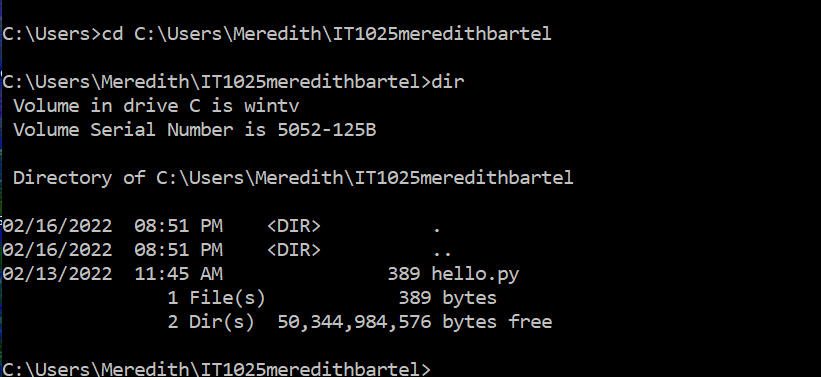 C:\Users>cd C:\Users\Meredith\IT1025meredithbartel
C:\Users\Meredith\IT1025meredithbartel>dir
 Volume in drive C is wintv
 Volume Serial Number is 5052-125B
 Directory of C:\Users\Meredith\IT1025meredithbartel
02/16/2022  08:51 PM    <DIR>          .
02/16/2022  08:51 PM    <DIR>          ..
02/13/2022  11:45 AM               389 hello.py
               1 File(s)            389 bytes
               2 Dir(s)  50,344,984,576 bytes free
C:\Users\Meredith\IT1025meredithbartel>